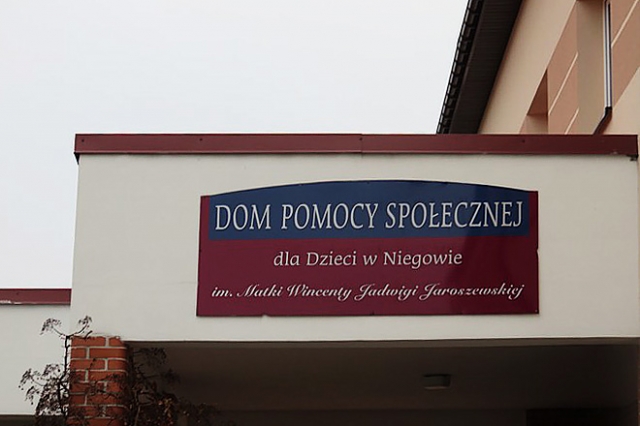 DOM POMOCY SPOŁECZNEJ
dla Dzieci w Niegowie
im. Matki Wincenty Jadwigi Jaroszewskiej